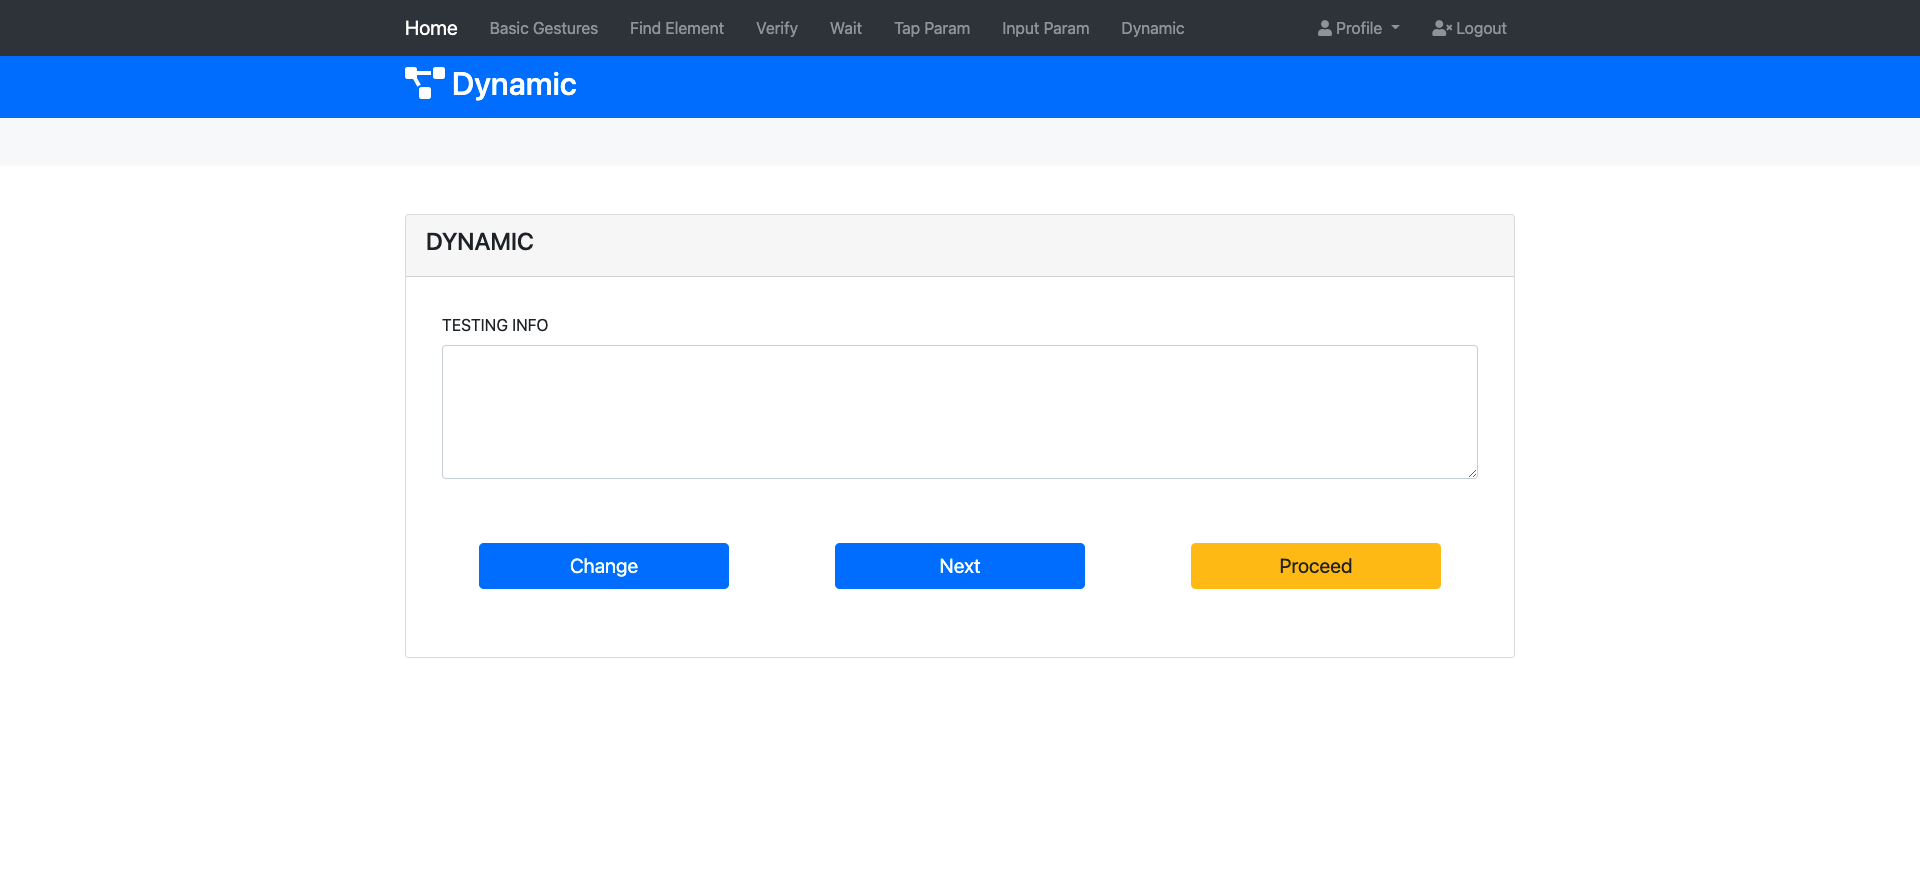 Home Basic Gestures Find Element Verify Wait Tap Param Input Param Dynamic Profile Logout
Dynamic
DYNAMIC
TESTING INFO
Change Next Proceed